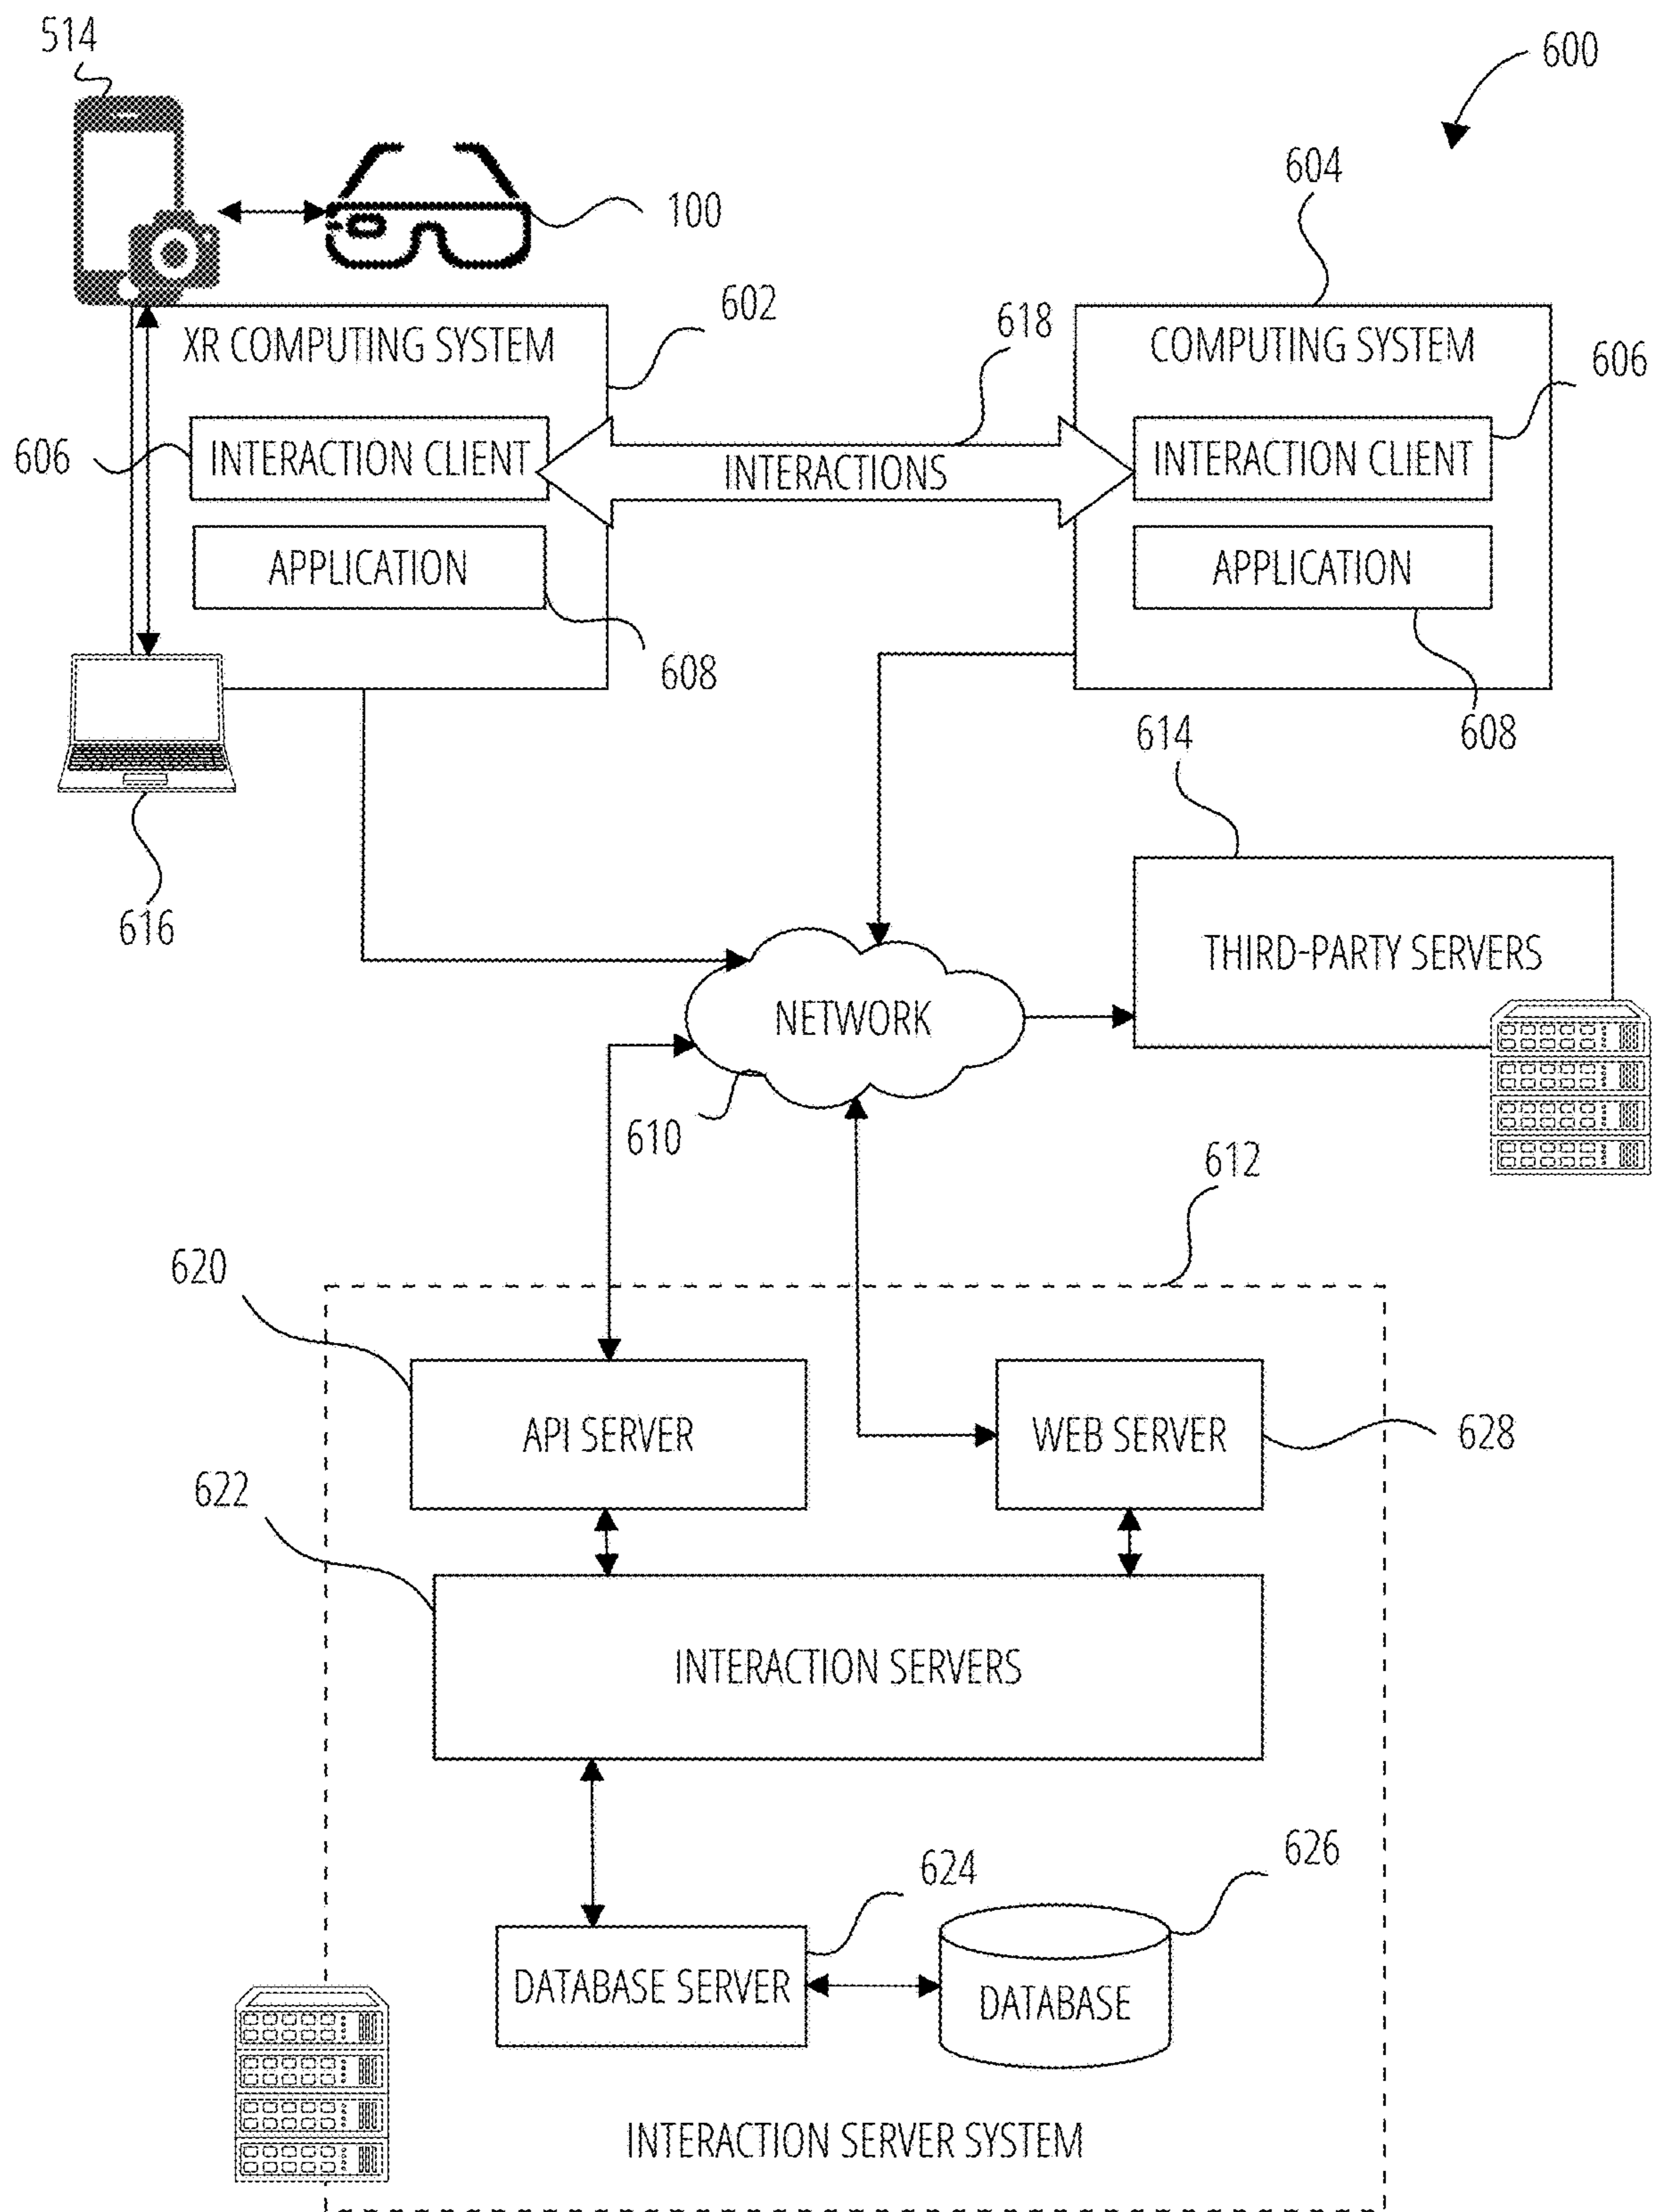 514
600
604
100
602
618
XR COMPUTING SYSTEM
COMPUTING SYSTEM
606
606
INTERACTION CLIENT
INTERACTIONS
INTERACTION CLIENT
APPLICATION
APPLICATION
608
608
614
616
THIRD-PARTY SERVERS
NETWORK
610
612
620
API SERVER
WEB SERVER
628
622
INTERACTION SERVERS
624
626
DATABASE SERVER
DATABASE
INTERACTION SERVER SYSTEM